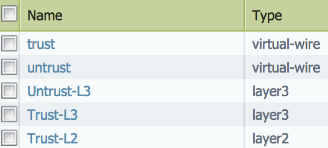 Name Type
trust virtual-wire
untrust virtual-wire
Untrust-L3 layer3
Trust-L3 layer3
Trust-L2 layer2